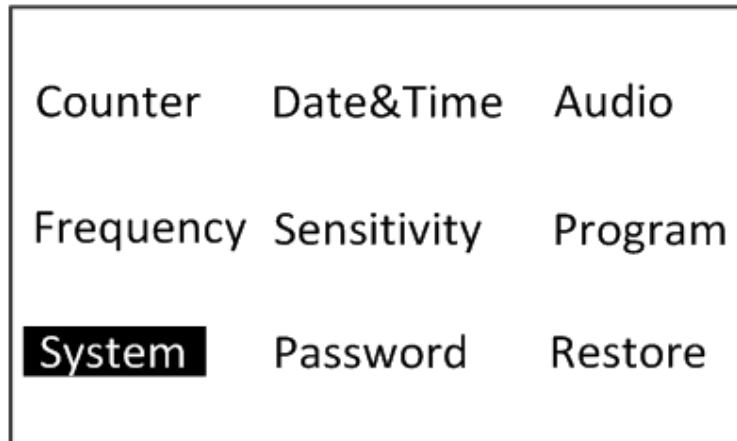 Counter Date&Time Audio
Frequency Sensitivity Program
System Password Restore